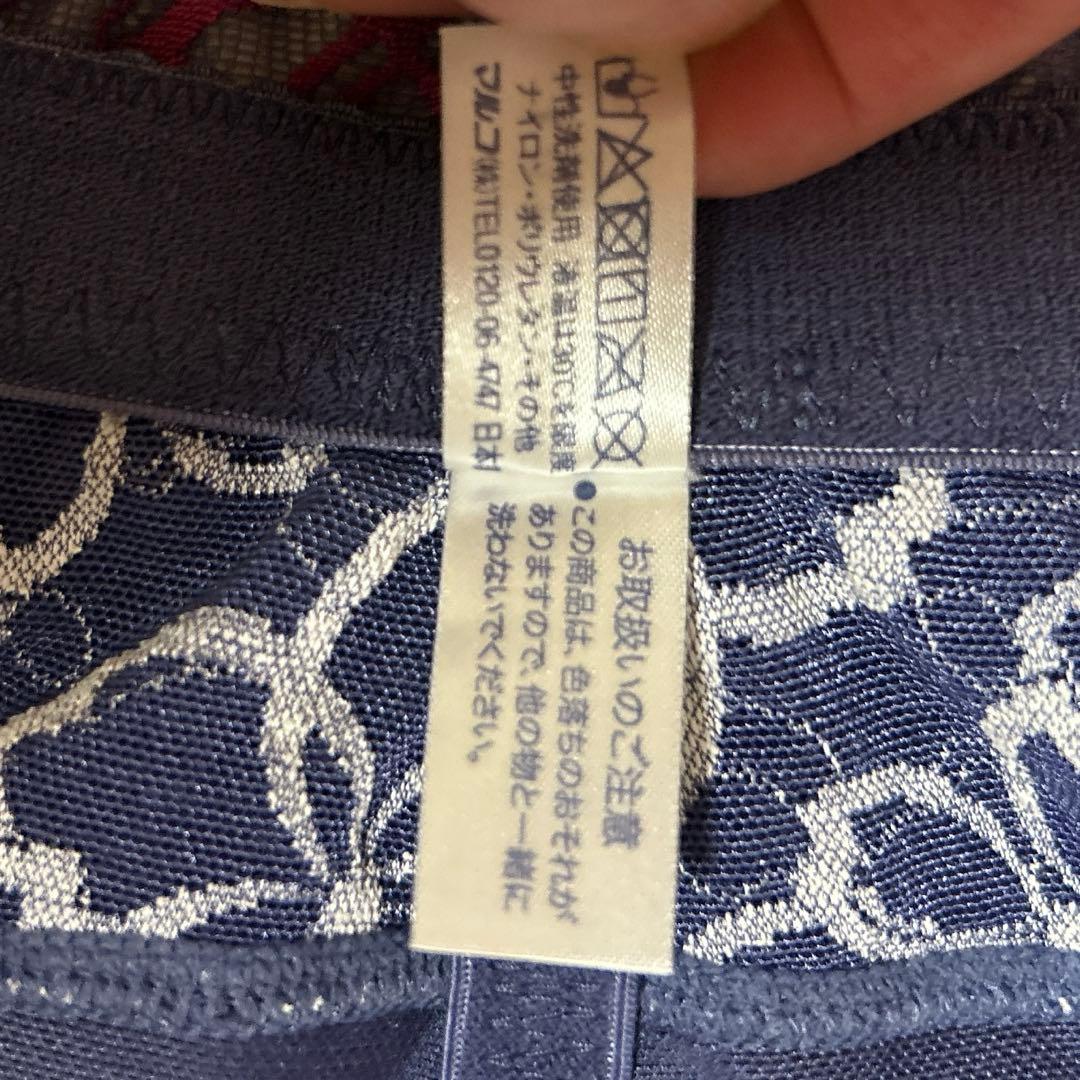 中性洗剤使用 液温は30℃を限度
ナイロン・ポリウレタン・その他
マルコ(株)TEL0120-06-4747 日本
お取扱いのご注意
●この商品は、色落ちのおそれが
ありますので、他の物と一緒に
洗わないでください。